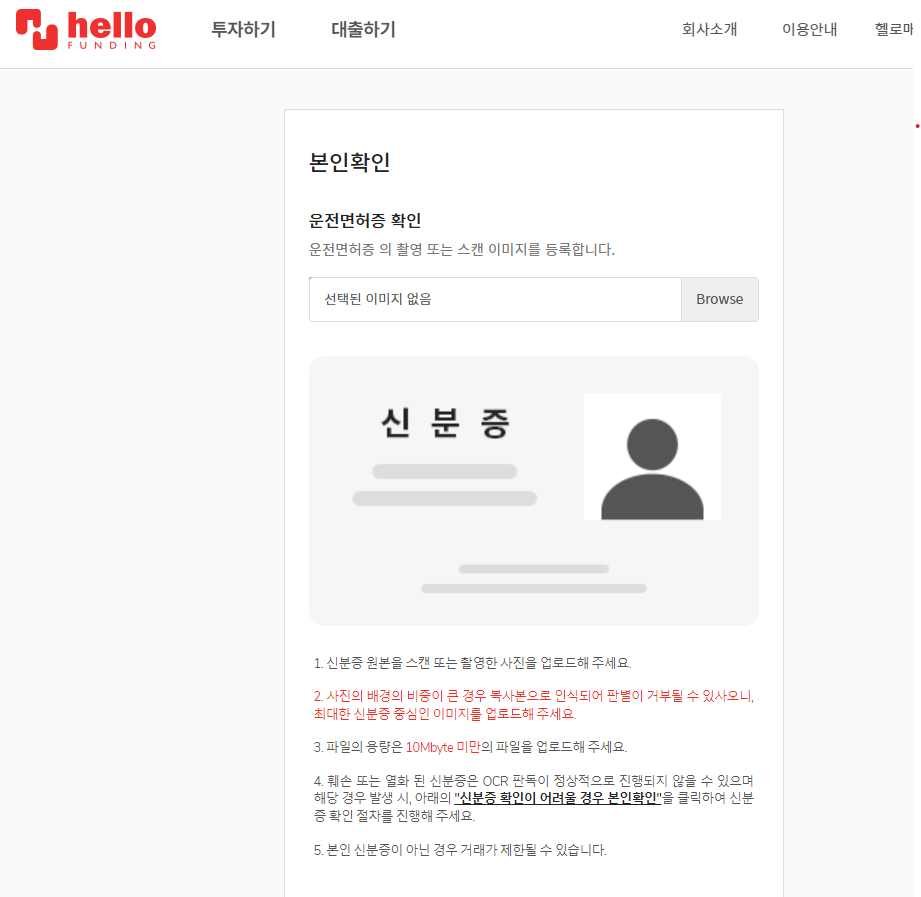 hello
FUNDING
투자하기
대출하기
회사소개
이용안내
헬로
본인확인
운전면허증 확인
운전면허증 의 촬영 또는 스캔 이미지를 등록합니다.
선택된 이미지 없음
Browse
신 분 증
1. 신분증 원본을 스캔 또는 촬영한 사진을 업로드해 주세요.
2. 사진의 배경의 비중이 큰 경우 복사본으로 인식되어 판별이 거부될 수 있사오니,
최대한 신분증 중심인 이미지를 업로드해 주세요.
3. 파일의 용량은 10Mbyte 미만의 파일을 업로드해 주세요.
4. 훼손 또는 열화 된 신분증은 OCR 판독이 정상적으로 진행되지 않을 수 있으며
해당 경우 발생 시, 아래의 "신분증 확인이 어려울 경우 본인확인"을 클릭하여 신분
증 확인 절차를 진행해 주세요.
5. 본인 신분증이 아닌 경우 거래가 제한될 수 있습니다.